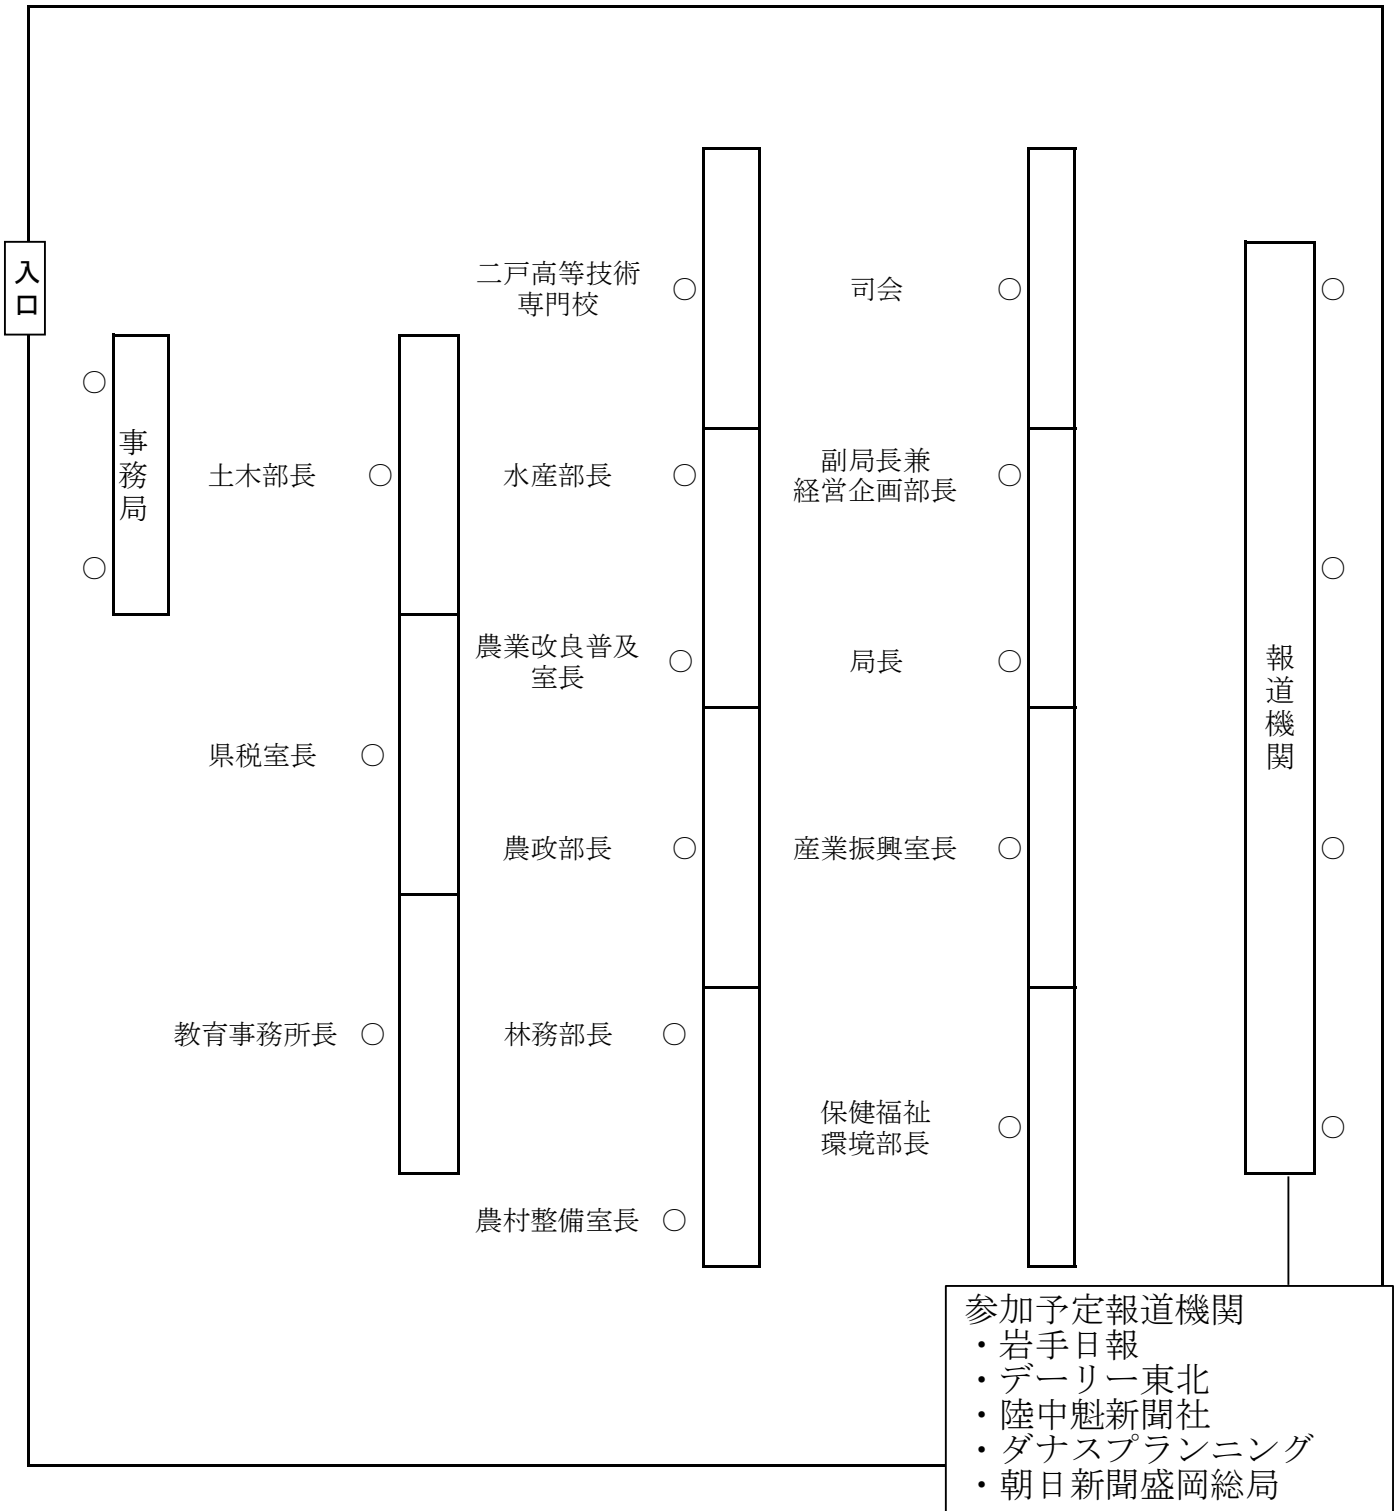 入口
二戸高等技術
専門校
○
司会
○
○
○
事務局
土木部長
○
水産部長
○
副局長兼
経営企画部長
○
○
○
農業改良普及
室長
○
局長
○
報道機関
県税室長
○
農政部長
○
産業振興室長
○
○
教育事務所長
○
林務部長
○
保健福祉
環境部長
○
○
農村整備室長
○
参加予定報道機関
・岩手日報
・デーリー東北
・陸中魁新聞社
・ダナスプランニング
・朝日新聞盛岡総局